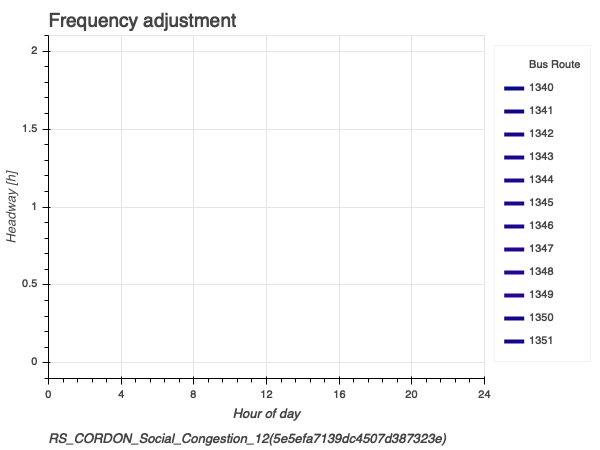 Frequency adjustment
2
1.5
1
0.5
0
Headway [h]
0 4 8 12 16 20 24
Hour of day
RS_CORDON_Social_Congestion_12(5e5efa7139dc4507d387323e)
Bus Route
1340
1341
1342
1343
1344
1345
1346
1347
1348
1349
1350
1351